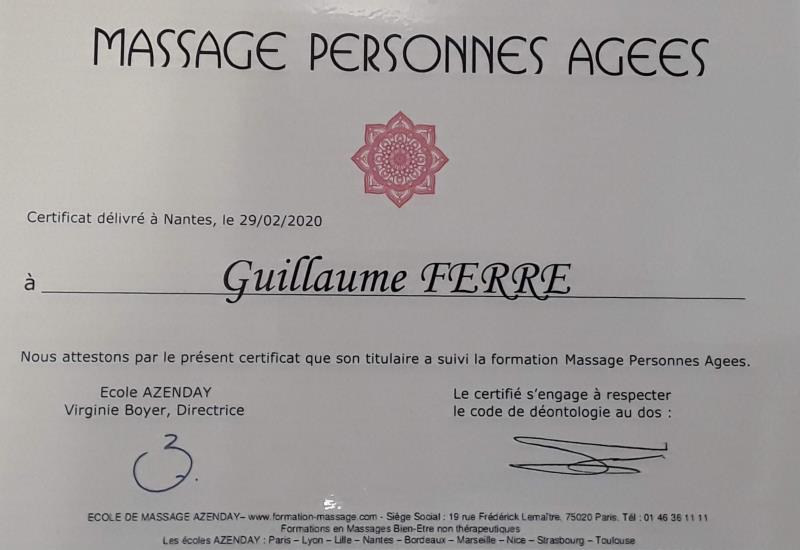 MASSAGE PERSONNES AGEES
Certificat délivré à Nantes, le 29/02/2020
à Guillaume FERRE
Nous attestons par le présent certificat que son titulaire a suivi la formation Massage Personnes Agees.
Ecole AZENDAY
Virginie Boyer, Directrice
Le certifié s'engage à respecter
le code de déontologie au dos :
ECOLE DE MASSAGE AZENDAY– www.formation-massage.com - Siège Social : 19 rue Frédérick Lemaître, 75020 Paris. Tél : 01 46 36 11 11
Formations en Massages Bien-Etre non thérapeutiques
Les écoles AZENDAY : Paris – Lyon – Lille – Nantes – Bordeaux – Marseille – Nice – Strasbourg – Toulouse